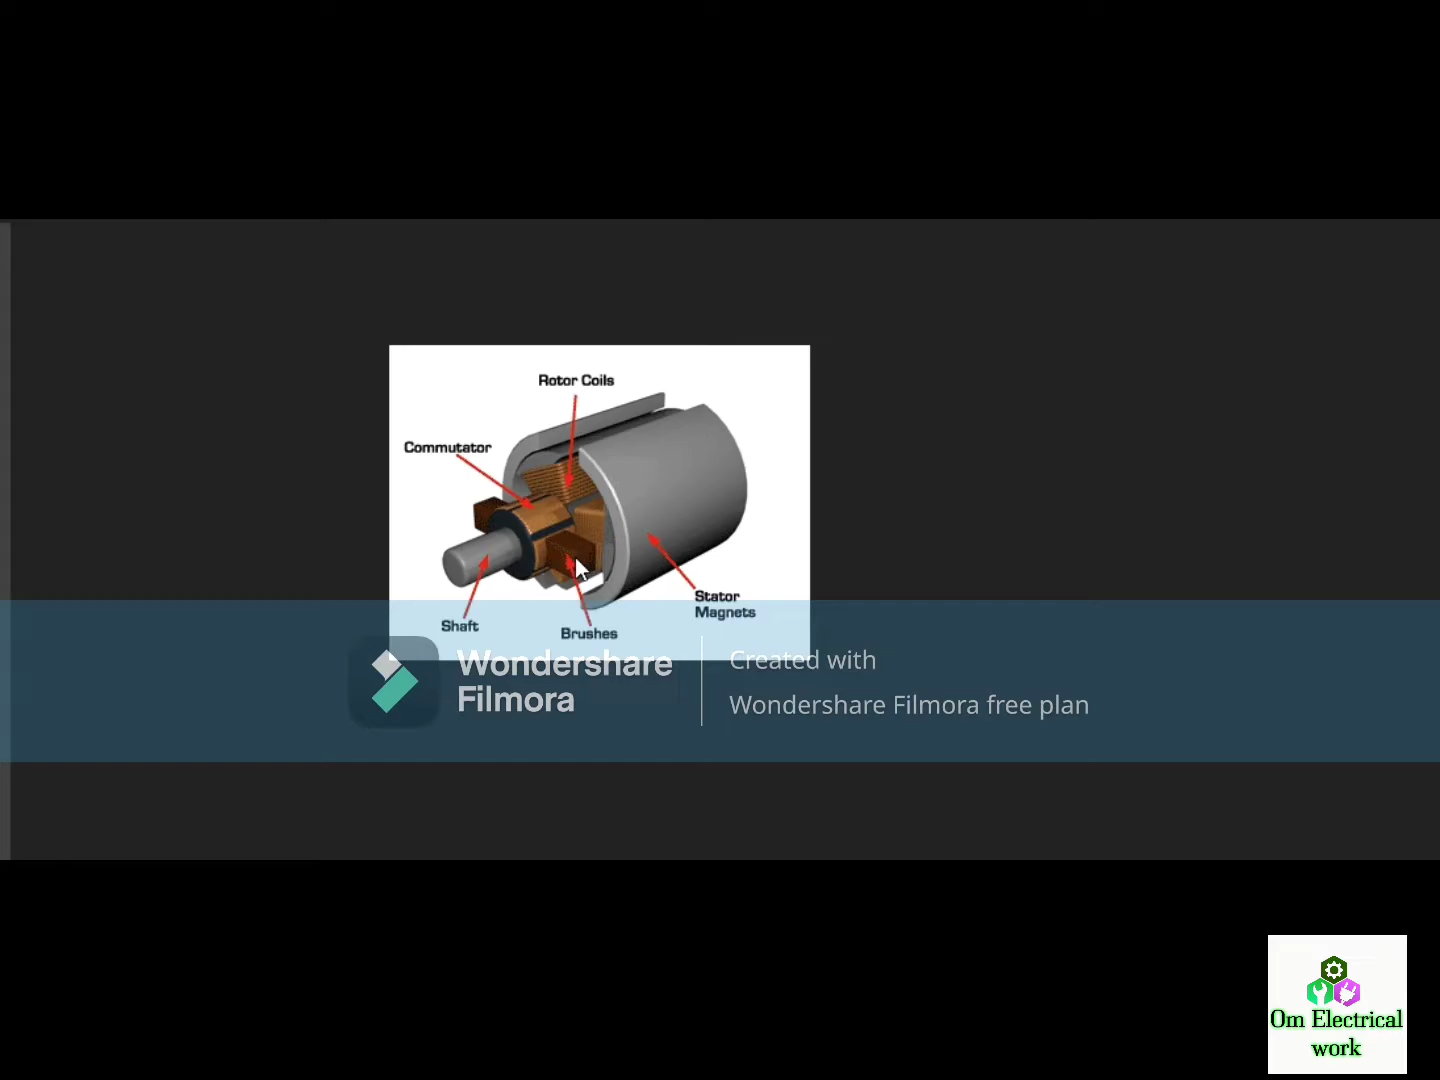 Rotor Coils
Commutator
Stator
Magnets
Shaft
Brushes
Wondershare
Filmora
Created with
Wondershare Filmora free plan
Om Electrical
work